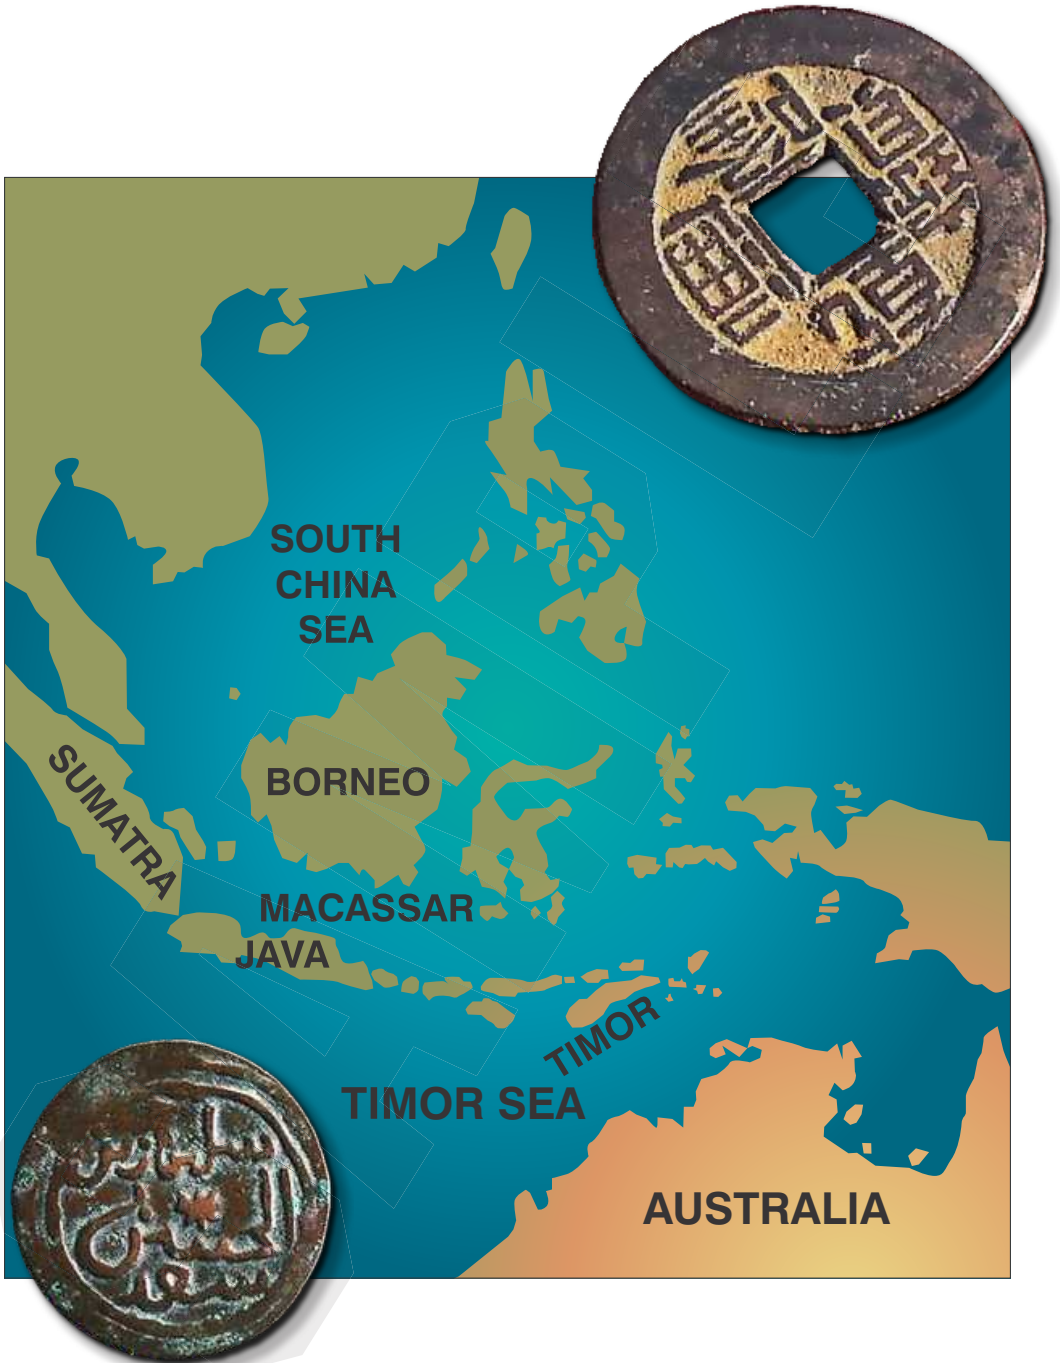 SOUTH
CHINA
SEA
SUMATRA
BORNEO
MACASSAR
JAVA
TIMOR
TIMOR SEA
AUSTRALIA